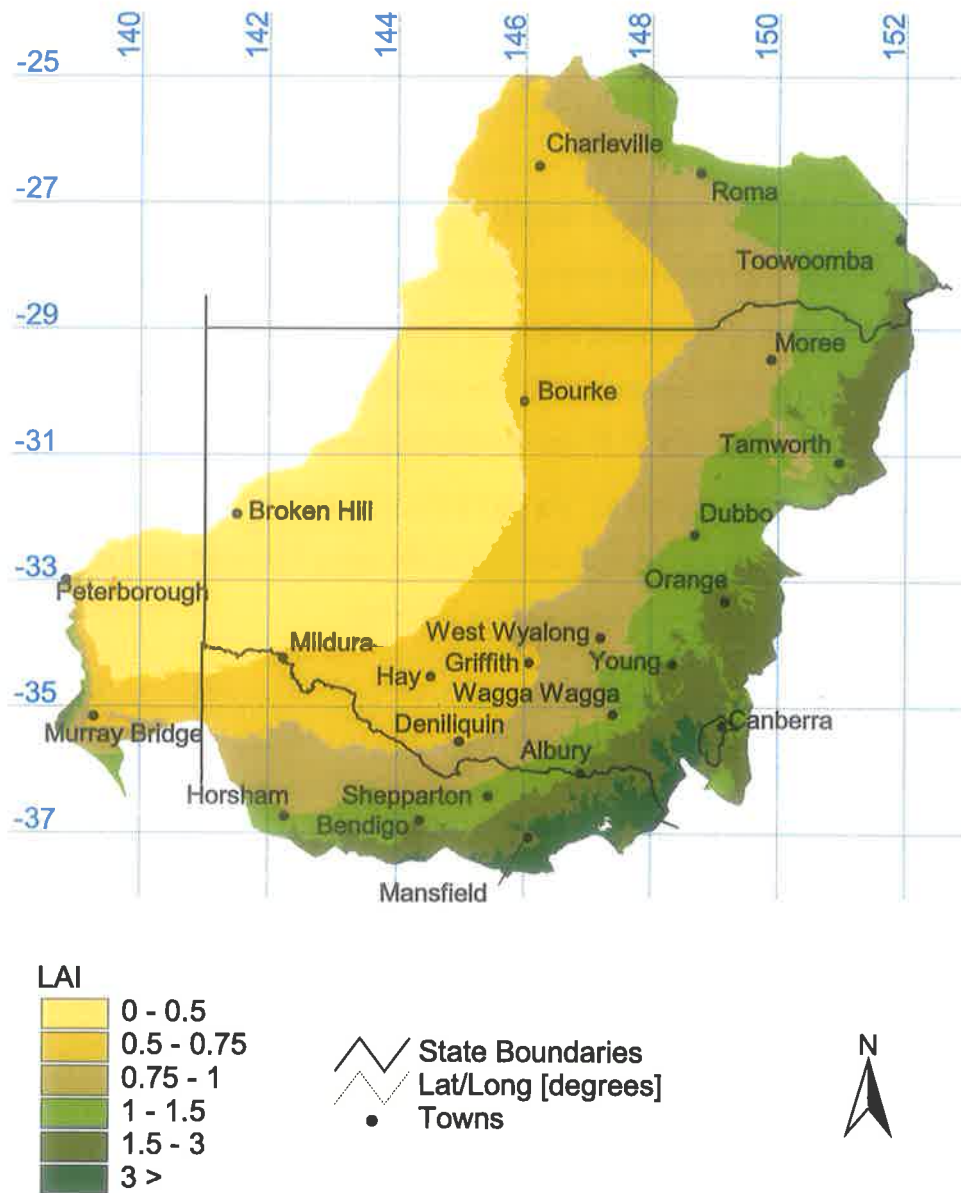 140
142
144
146
148
150
152
-25
Charleville
Roma
-27
Toowoomba
-29
Moree
Bourke
-31
Tamworth
Broken Hill
Dubbo
-33
Orange
Peterborough
West Wyalong
Mildura
Griffith
Young
Hay
Wagga Wagga
-35
Canberra
Murray Bridge
Deniliquin
Albury
Horsham
Shepparton
-37
Bendigo
Mansfield
LAI
0 - 0.5
0.5 - 0.75
0.75 - 1
1 - 1.5
1.5 - 3
3 >
State Boundaries
Lat/Long [degrees]
Towns
N